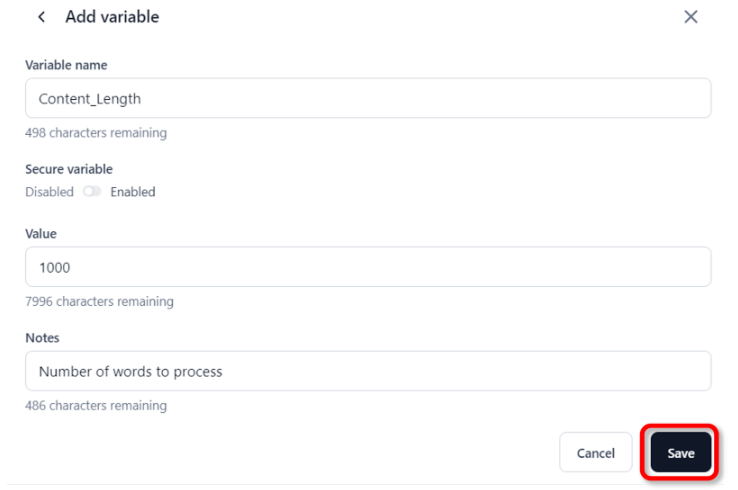 Add variable
Variable name
Content_Length
498 characters remaining
Secure variable
Disabled Enabled
Value
1000
7996 characters remaining
Notes
Number of words to process
486 characters remaining
Cancel Save